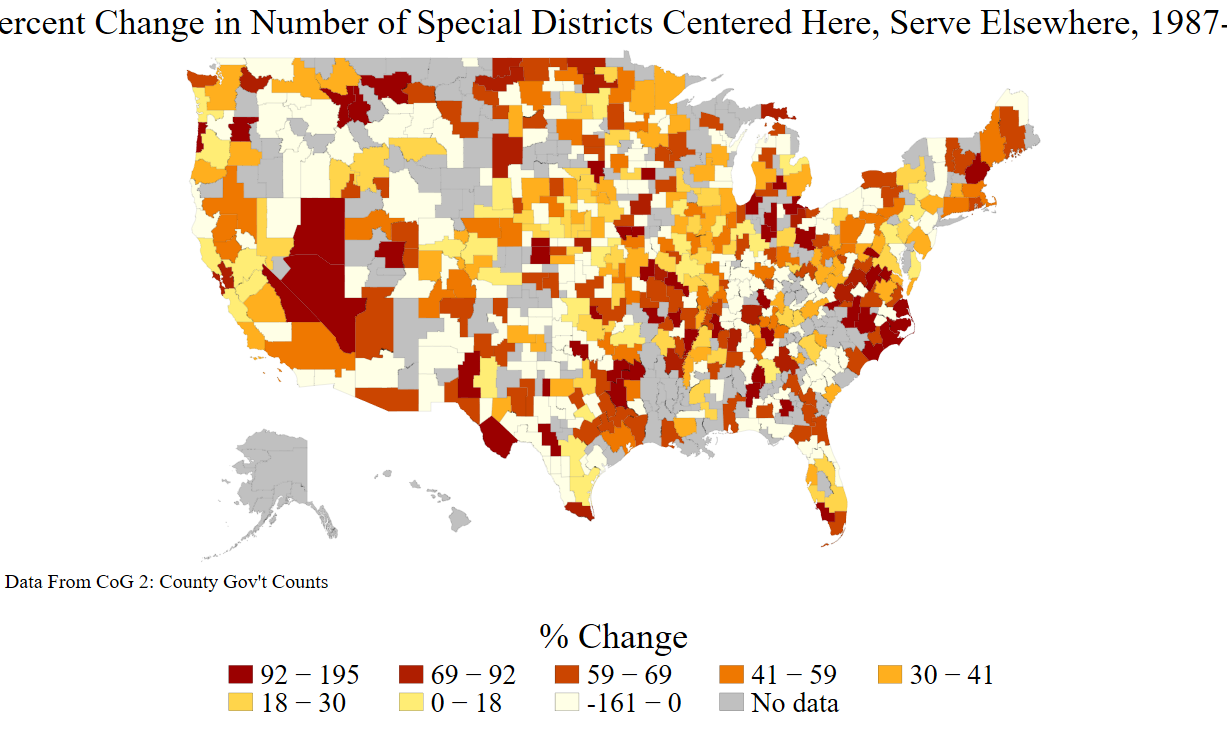 ercent Change in Number of Special Districts Centered Here, Serve Elsewhere, 1987-
Data From CoG 2: County Gov't Counts
% Change
92 − 195 69 − 92 59 − 69 41 − 59 30 − 41
18 − 30 0 − 18 -161 − 0 No data